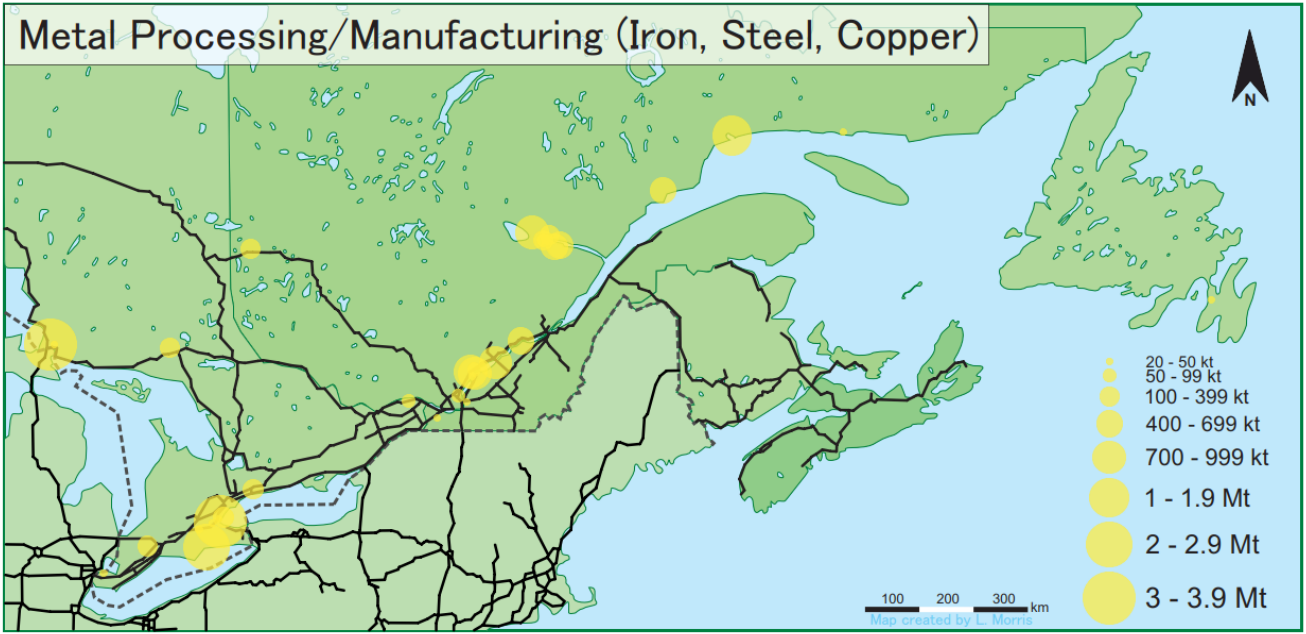 Metal Processing/Manufacturing (Iron, Steel, Copper)
N
20 - 50 kt
50 - 99 kt
100 - 399 kt
400 - 699 kt
700 - 999 kt
1 - 1.9 Mt
2 - 2.9 Mt
3 - 3.9 Mt
100 200 300 km
Map created by L. Morris